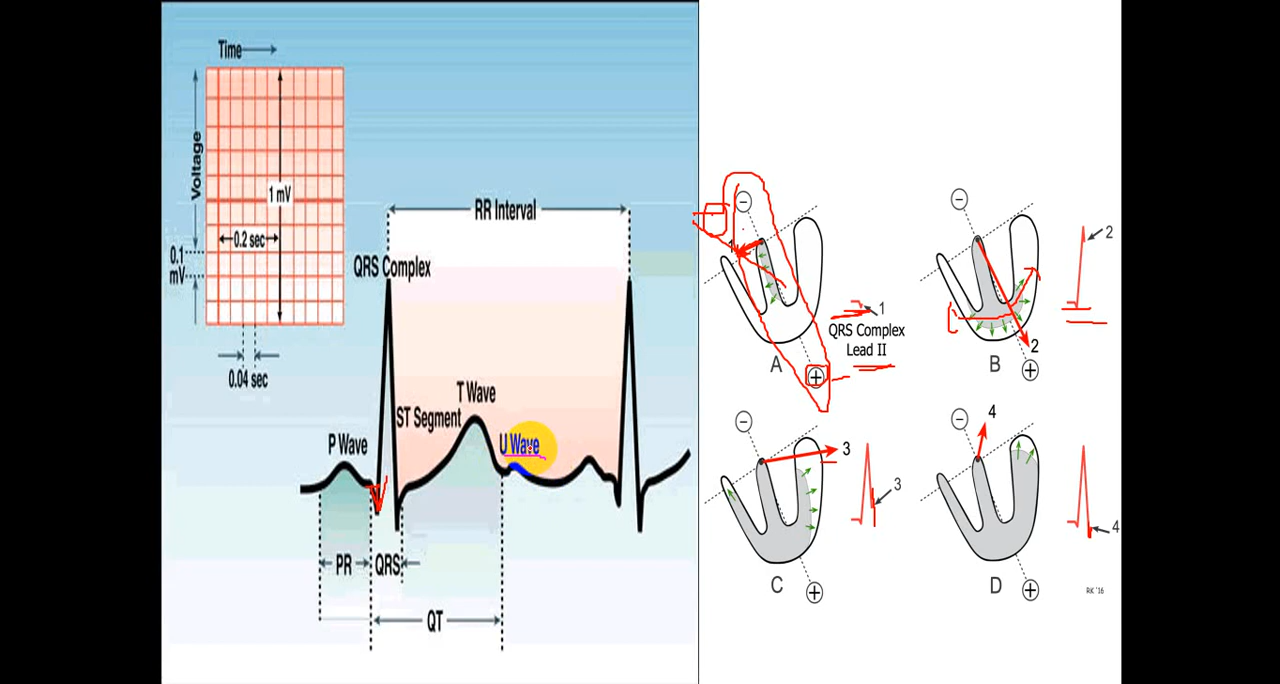 Time
Voltage
1 mV
0.2 sec
0.1
mV
0.04 sec
RR Interval
QRS Complex
T Wave
ST Segment
P Wave
U Wave
PR
QRS
QT
−
1
+
A
1
QRS Complex
Lead II
−
2
+
B
2
−
3
+
C
3
−
4
+
D
4
RK '16